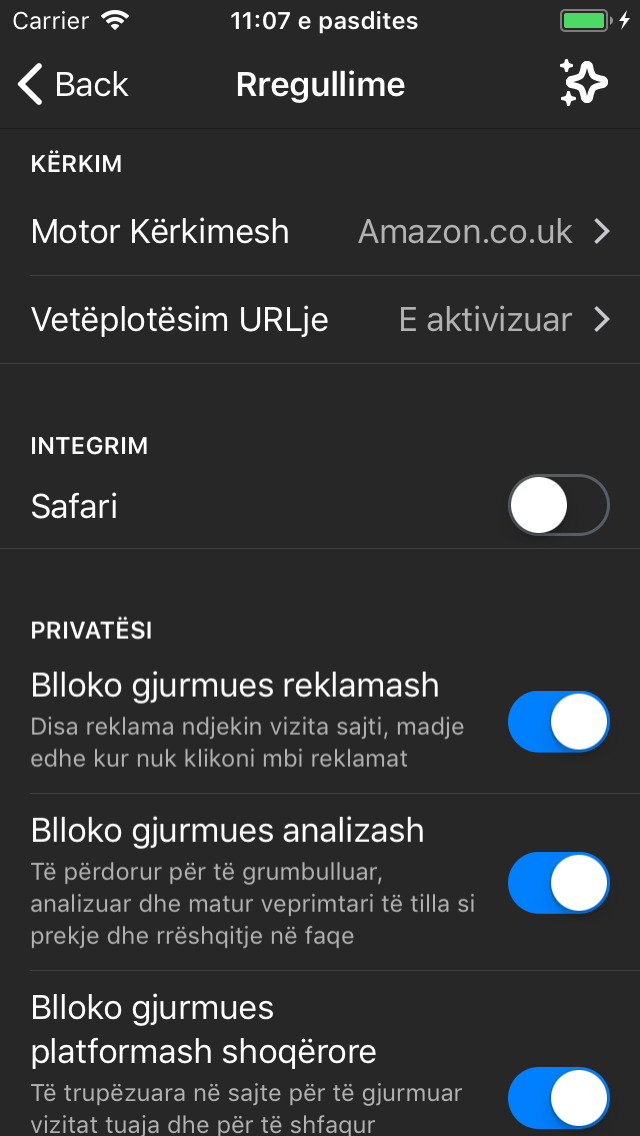 Carrier 11:07 e pasdites
Back Rregullime
KËRKIM
Motor Kërkimesh Amazon.co.uk
Vetëplotësim URLje E aktivizuar
INTEGRIM
Safari
PRIVATËSI
Blloko gjurmues reklamash
Disa reklama ndjekin vizita sajti, madje
edhe kur nuk klikoni mbi reklamat
Blloko gjurmues analizash
Të përdorur për të grumbulluar,
analizuar dhe matur veprimtari të tilla si
prekje dhe rrëshqitje në faqe
Blloko gjurmues
platformash shoqërore
Të trupëzuara në sajte për të gjurmuar
vizitat tuaja dhe për të shfaqur